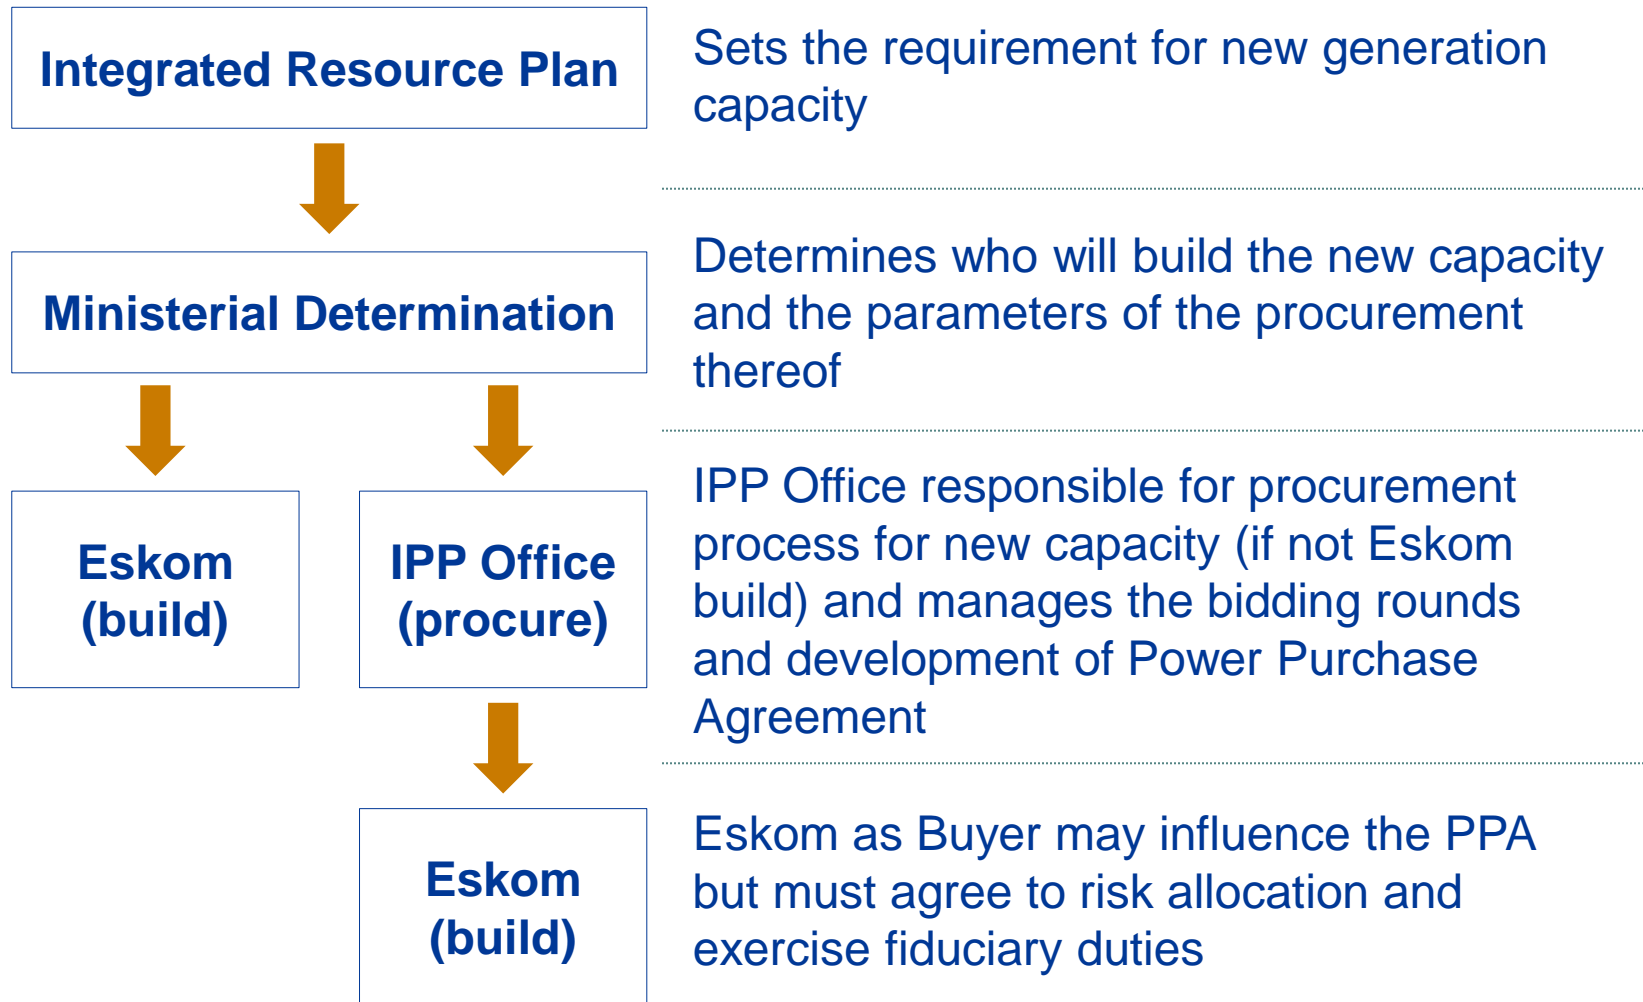 Integrated Resource Plan
Sets the requirement for new generation
capacity
Ministerial Determination
Determines who will build the new capacity
and the parameters of the procurement
thereof
Eskom
(build)
IPP Office
(procure)
IPP Office responsible for procurement
process for new capacity (if not Eskom
build) and manages the bidding rounds
and development of Power Purchase
Agreement
Eskom
(build)
Eskom as Buyer may influence the PPA
but must agree to risk allocation and
exercise fiduciary duties